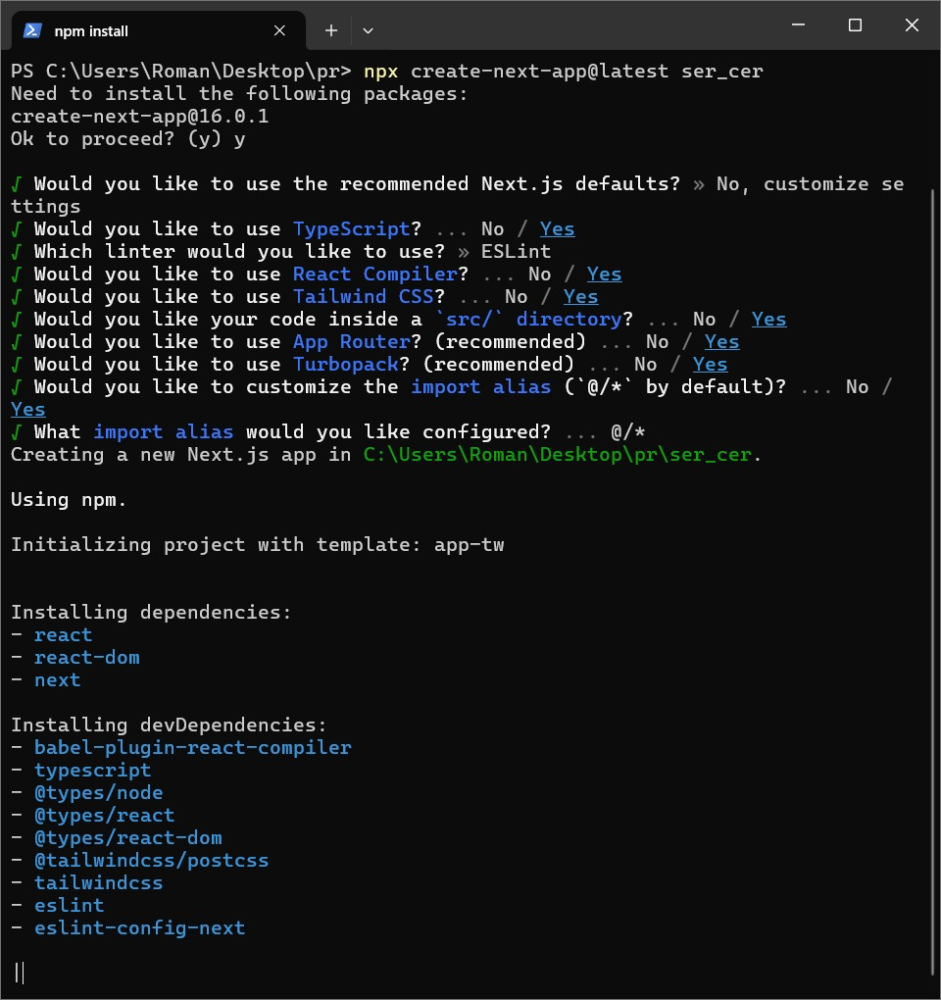 npm install
PS C:\Users\Roman\Desktop\pr> npx create-next-app@latest ser_cer
Need to install the following packages:
create-next-app@16.0.1
Ok to proceed? (y) y
√ Would you like to use the recommended Next.js defaults? » No, customize se
ttings
√ Would you like to use TypeScript? ... No / Yes
√ Which linter would you like to use? » ESLint
√ Would you like to use React Compiler? ... No / Yes
√ Would you like to use Tailwind CSS? ... No / Yes
√ Would you like your code inside a `src/` directory? ... No / Yes
√ Would you like to use App Router? (recommended) ... No / Yes
√ Would you like to use Turbopack? (recommended) ... No / Yes
√ Would you like to customize the import alias (`@/*` by default)? ... No /
Yes
√ What import alias would you like configured? ... @/*
Creating a new Next.js app in C:\Users\Roman\Desktop\pr\ser_cer.
Using npm.
Initializing project with template: app-tw
Installing dependencies:
- react
- react-dom
- next
Installing devDependencies:
- babel-plugin-react-compiler
- typescript
- @types/node
- @types/react
- @types/react-dom
- @tailwindcss/postcss
- tailwindcss
- eslint
- eslint-config-next
|